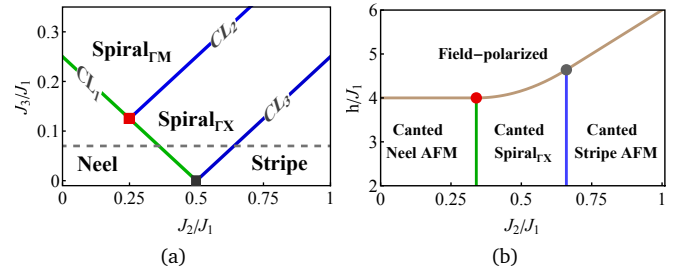 (a)
J₃/J₁
0.3
0.2
0.1
0
Spiral_ΓM
CL₂
CL₁
Spiral_ΓX
CL₃
Neel
Stripe
0 0.25 0.5 0.75 1
J₂/J₁
(a)
(b)
h/J₁
6
5
4
3
2
Field-polarized
Canted Canted Canted
Neel AFM Spiral_ΓX Stripe AFM
0 0.25 0.5 0.75 1
J₂/J₁
(b)